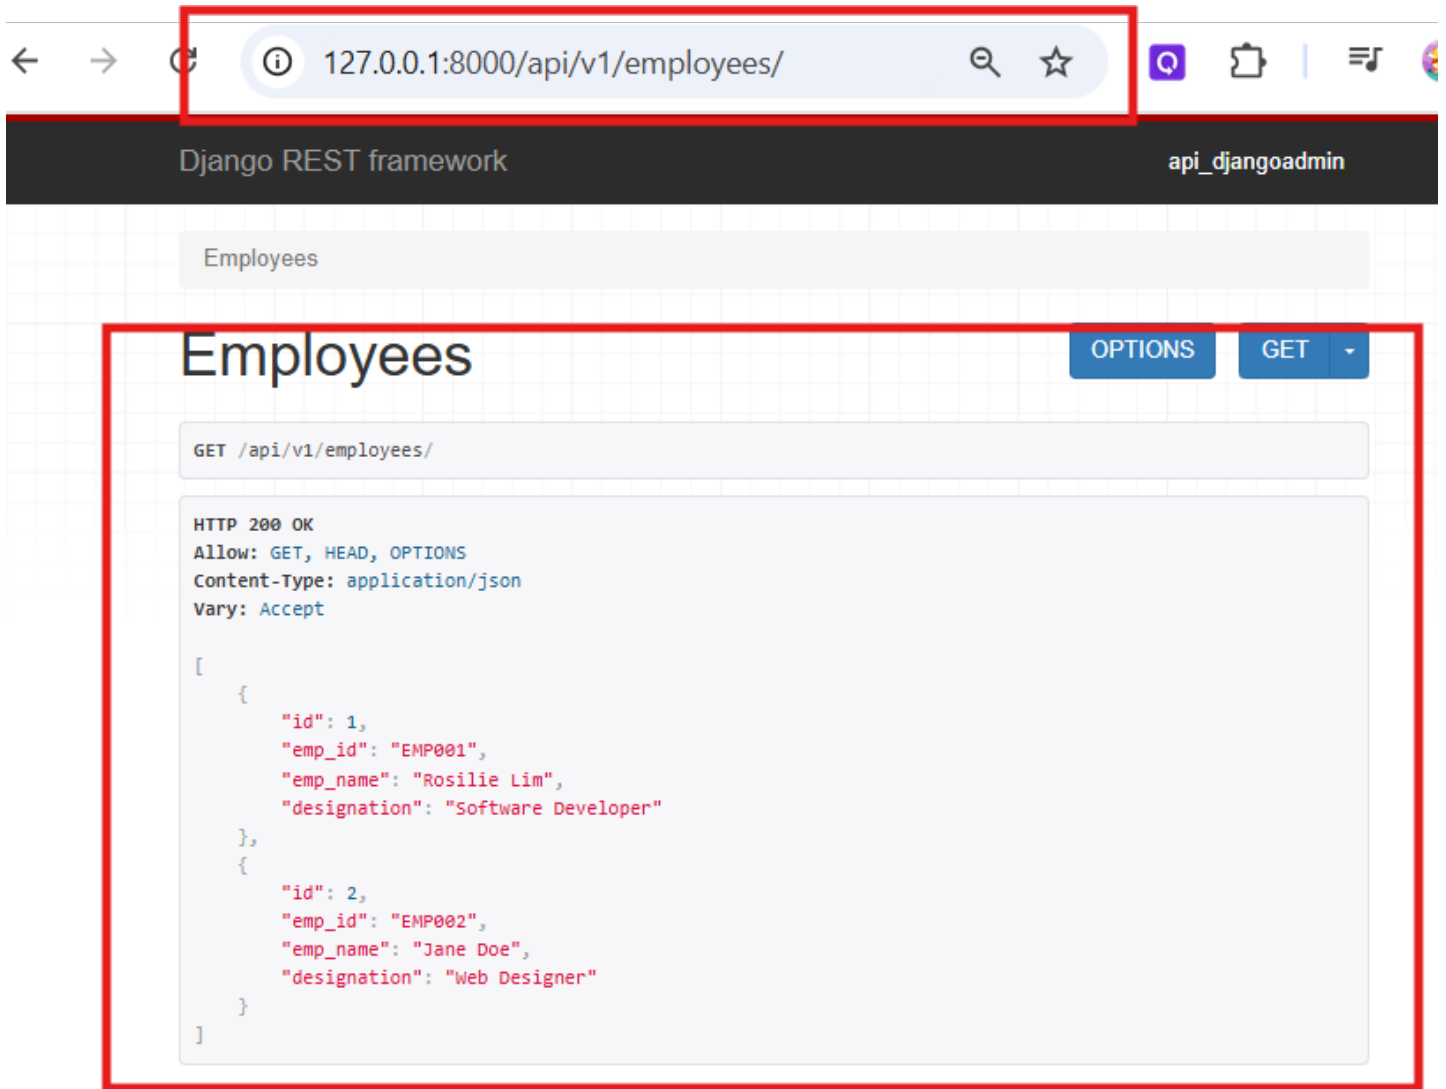 127.0.0.1:8000/api/v1/employees/
Django REST framework api_djangoadmin
Employees
Employees OPTIONS GET
GET /api/v1/employees/
HTTP 200 OK
Allow: GET, HEAD, OPTIONS
Content-Type: application/json
Vary: Accept
[
    {
        "id": 1,
        "emp_id": "EMP001",
        "emp_name": "Rosilie Lim",
        "designation": "Software Developer"
    },
    {
        "id": 2,
        "emp_id": "EMP002",
        "emp_name": "Jane Doe",
        "designation": "Web Designer"
    }
]